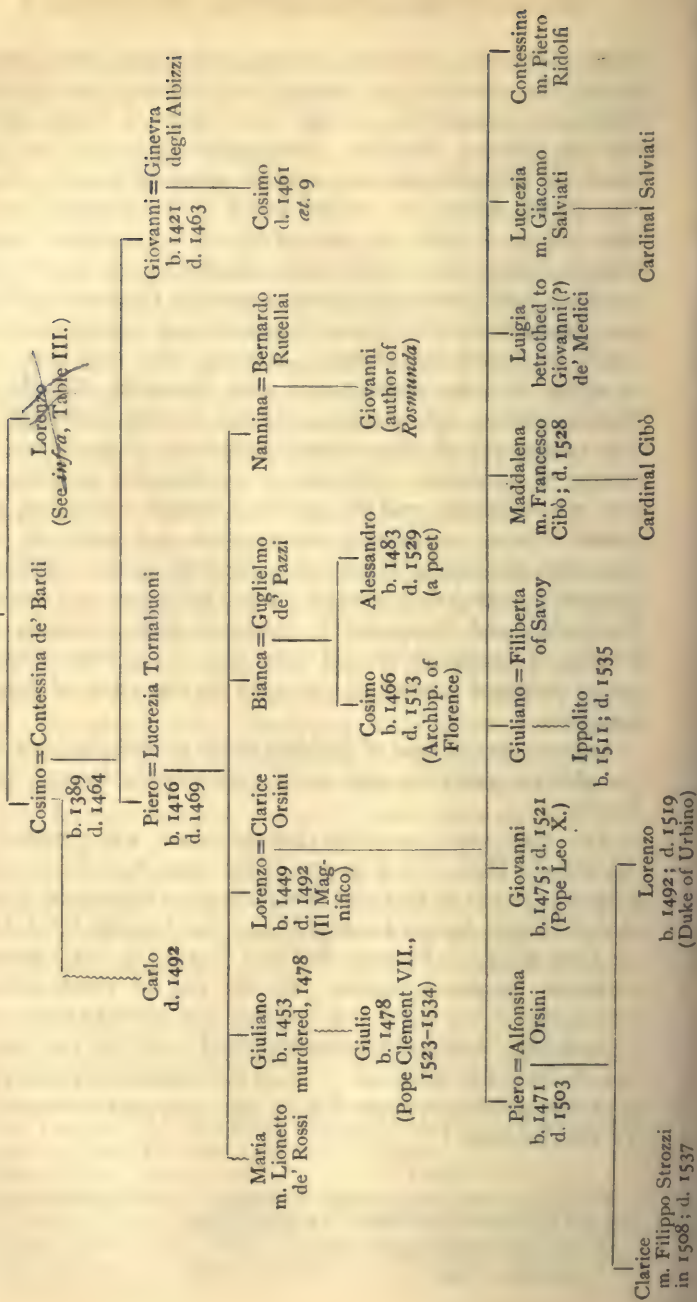 Cosimo = Contessina de' Bardi
b. 1389
d. 1464
Lorenzo
(See infra, Table III.)
Carlo
d. 1492
Piero = Lucrezia Tornabuoni
b. 1416
d. 1469
Giovanni = Ginevra
degli Albizzi
b. 1421
d. 1463
Cosimo
d. 1461
æt. 9
Maria
m. Lionetto
de' Rossi
Giuliano
b. 1453
murdered, 1478
Giulio
b. 1478
(Pope Clement VII.,
1523–1534)
Lorenzo = Clarice
Orsini
b. 1449
d. 1492
(Il Mag-
nifico)
Bianca = Guglielmo
de' Pazzi
Cosimo
b. 1466
d. 1513
(Archbp. of
Florence)
Alessandro
b. 1483
d. 1529
(a poet)
Nannina = Bernardo
Rucellai
Giovanni
(author of
Rosmunda)
Piero = Alfonsina
Orsini
b. 1471
d. 1503
Giovanni
b. 1475; d. 1521
(Pope Leo X.)
Giuliano = Filiberta
of Savoy
Ippolito
b. 1511; d. 1535
Maddalena
m. Francesco
Cibò; d. 1528
Cardinal Cibò
Luigia
betrothed to
Giovanni (?)
de' Medici
Lucrezia
m. Giacomo
Salviati
Cardinal Salviati
Contessina
m. Pietro
Ridolfi
Clarice
m. Filippo Strozzi
in 1508; d. 1537
Lorenzo
b. 1492; d. 1519
(Duke of Urbino)